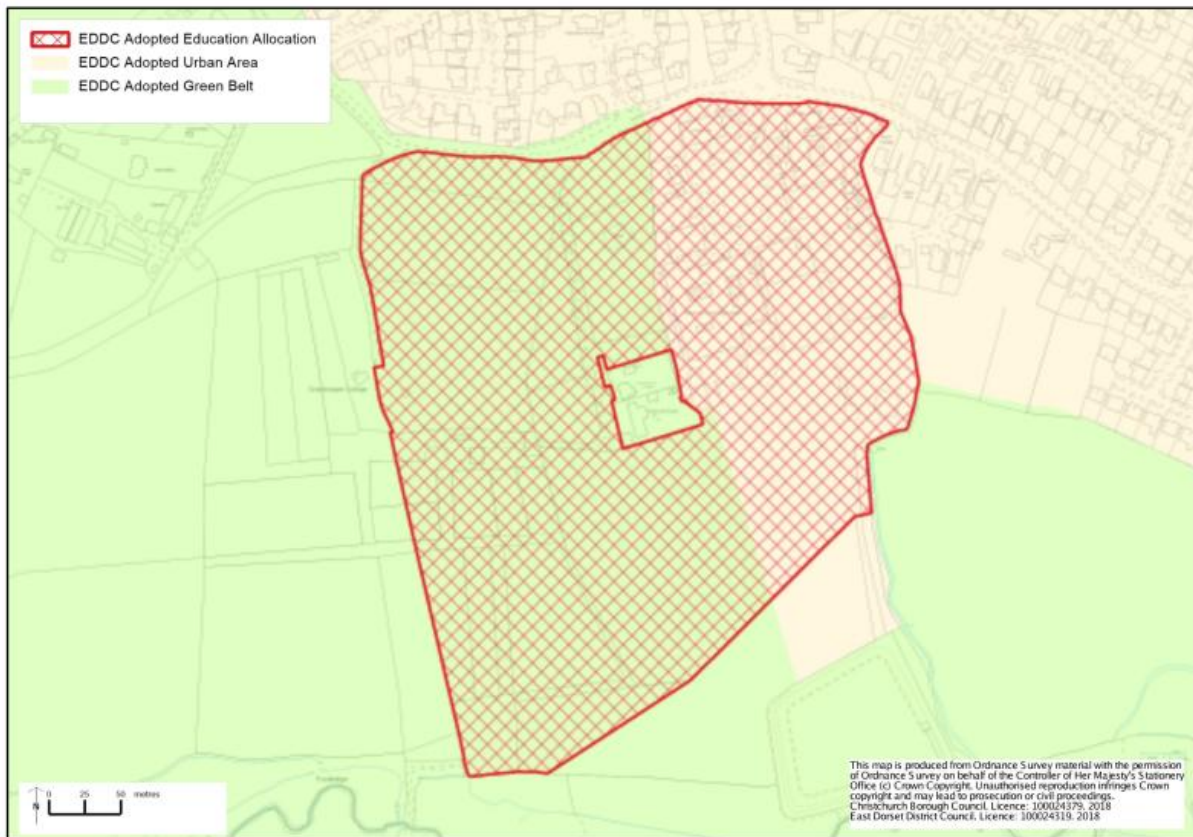 EDDC Adopted Education Allocation
EDDC Adopted Urban Area
EDDC Adopted Green Belt
N
0 25 50 metres
This map is produced from Ordnance Survey material with the permission
of Ordnance Survey on behalf of the Controller of Her Majesty's Stationery
Office (c) Crown Copyright. Unauthorised reproduction infringes Crown
copyright and may lead to prosecution or civil proceedings.
Christchurch Borough Council. Licence: 100024379. 2018
East Dorset District Council. Licence: 100024319. 2018